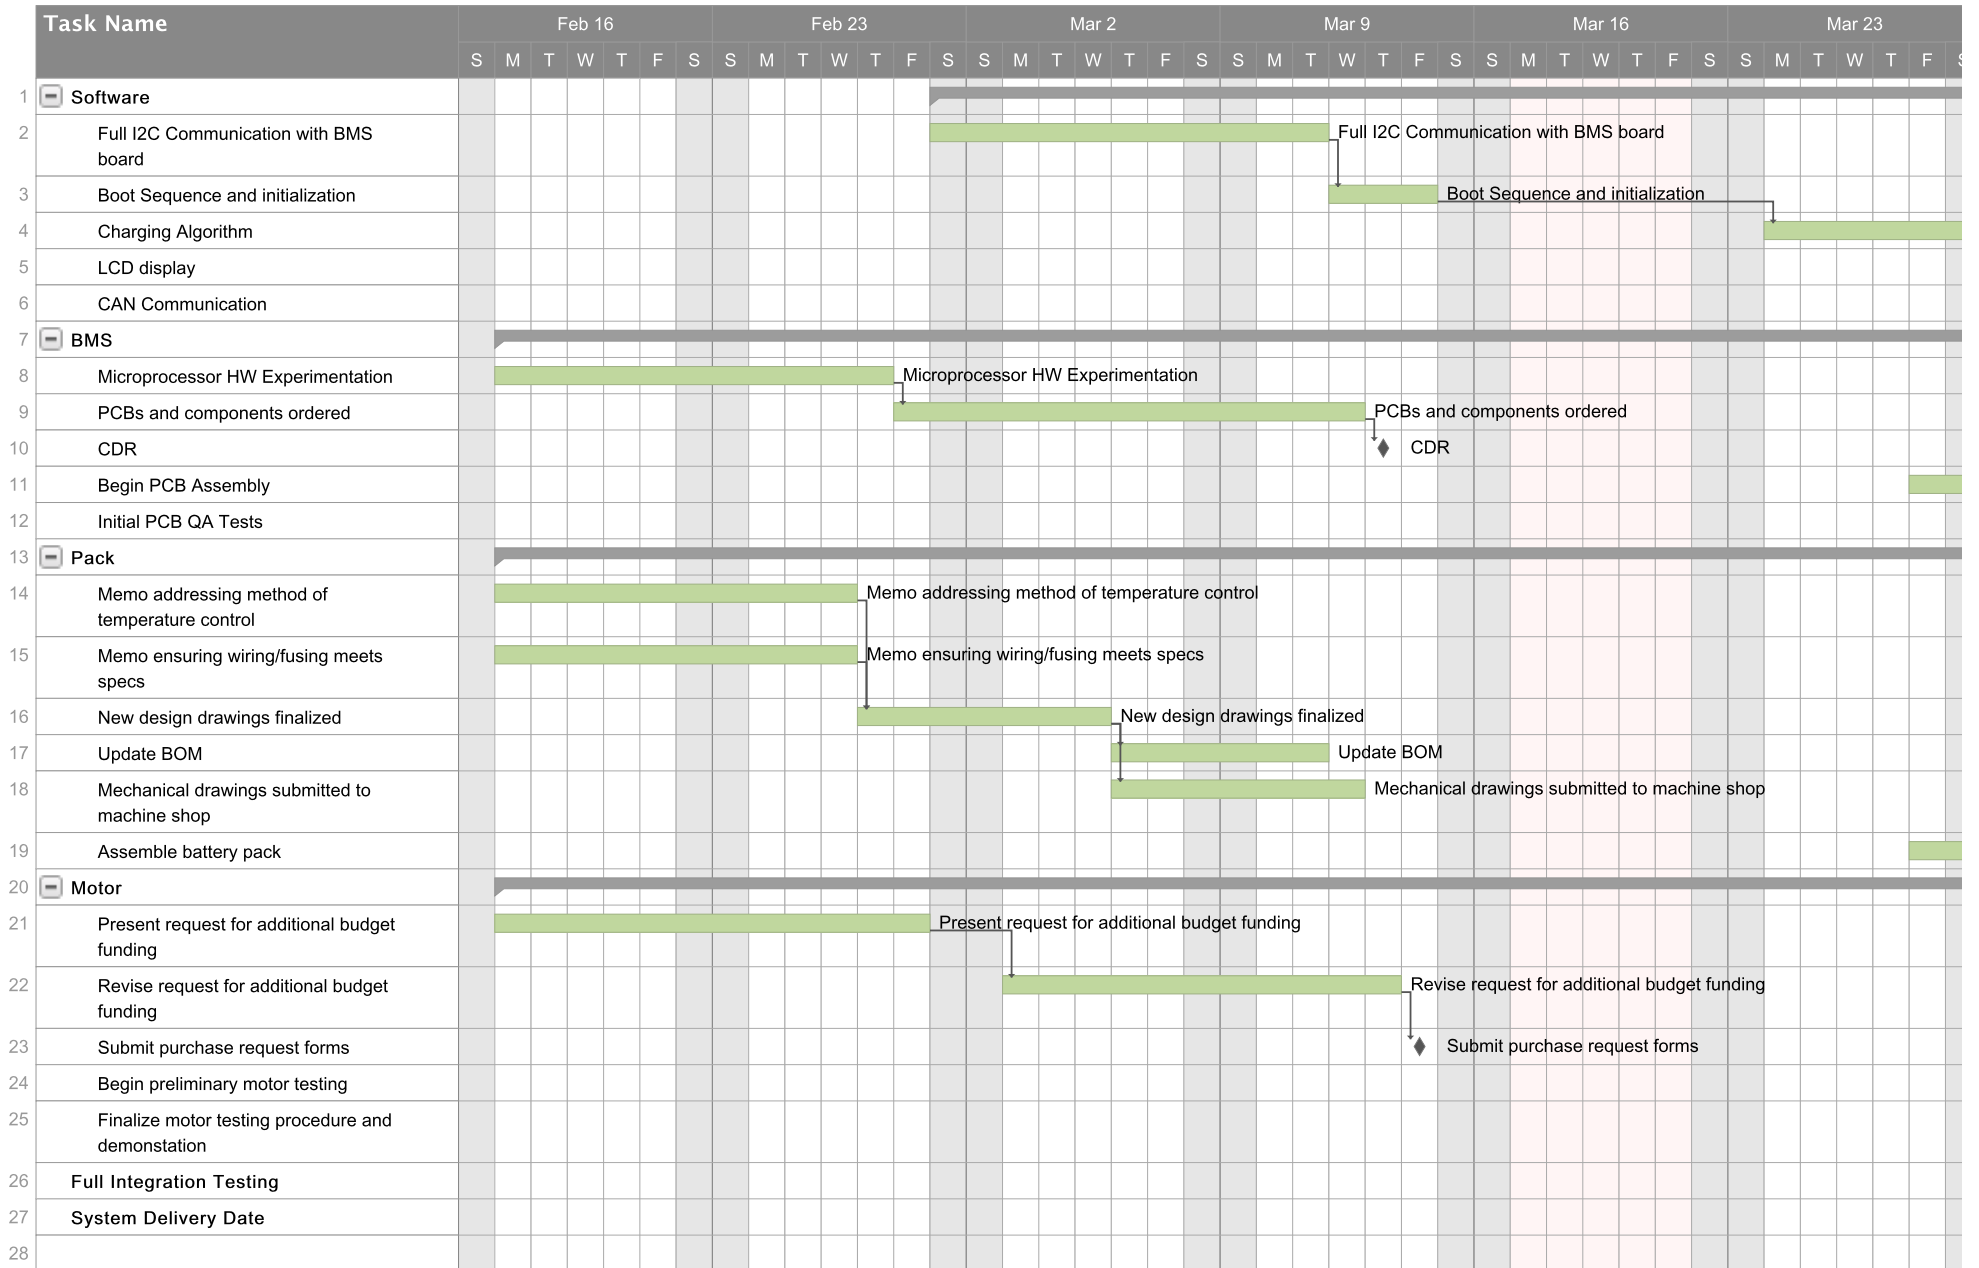 Task Name
Feb 16 Feb 23 Mar 2 Mar 9 Mar 16 Mar 23
S M T W T F S S M T W T F S S M T W T F S S M T W T F S S M T W T F S S M T W T F S
1 Software
2 Full I2C Communication with BMS Full I2C Communication with BMS board
board
3 Boot Sequence and initialization Boot Sequence and initialization
4 Charging Algorithm
5 LCD display
6 CAN Communication
7 BMS
8 Microprocessor HW Experimentation Microprocessor HW Experimentation
9 PCBs and components ordered PCBs and components ordered
10 CDR CDR
11 Begin PCB Assembly
12 Initial PCB QA Tests
13 Pack
14 Memo addressing method of Memo addressing method of temperature control
temperature control
15 Memo ensuring wiring/fusing meets Memo ensuring wiring/fusing meets specs
specs
16 New design drawings finalized New design drawings finalized
17 Update BOM Update BOM
18 Mechanical drawings submitted to Mechanical drawings submitted to machine shop
machine shop
19 Assemble battery pack
20 Motor
21 Present request for additional budget Present request for additional budget funding
funding
22 Revise request for additional budget Revise request for additional budget funding
funding
23 Submit purchase request forms Submit purchase request forms
24 Begin preliminary motor testing
25 Finalize motor testing procedure and
demonstation
26 Full Integration Testing
27 System Delivery Date
28